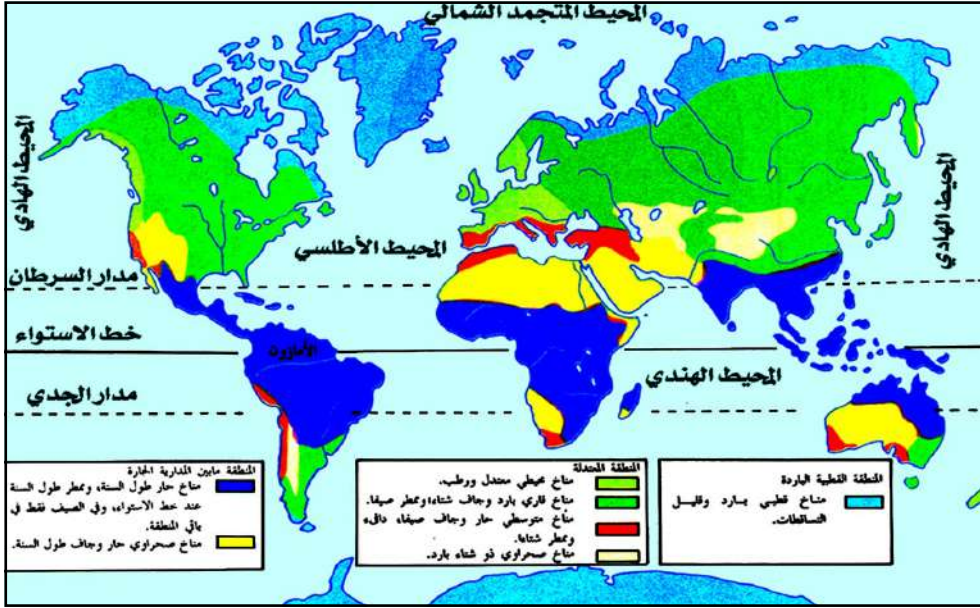 المحيط المتجمد الشمالي
المحيط الهادي
المحيط الهادي
المحيط الأطلسي
مدار السرطان
خط الاستواء
الأمازون
المحيط الهندي
مدار الجدي
المنطقة القطبية الباردة
مناخ قطبي بارد وقليل
التساقطات.
المنطقة المعتدلة
مناخ محيطي معتدل ورطب.
مناخ قاري بارد وجاف شتاء، وممطر صيفا.
مناخ متوسطي حار وجاف صيفا، دافىء
وممطر شتاءا.
مناخ صحراوي ذو شتاء بارد.
المنطقة مابين المدارية الحارة
مناخ حار طول السنة، وممطر طول السنة
عند خط الاستواء، وفي الصيف فقط في
باقي المنطقة.
مناخ صحراوي حار وجاف طول السنة.